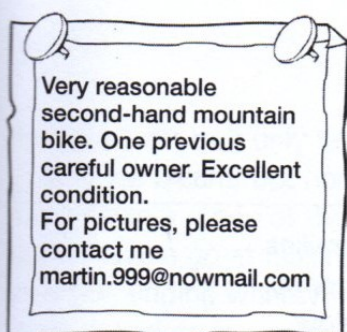 Very reasonable
second-hand mountain
bike. One previous
careful owner. Excellent
condition.
For pictures, please
contact me
martin.999@nowmail.com